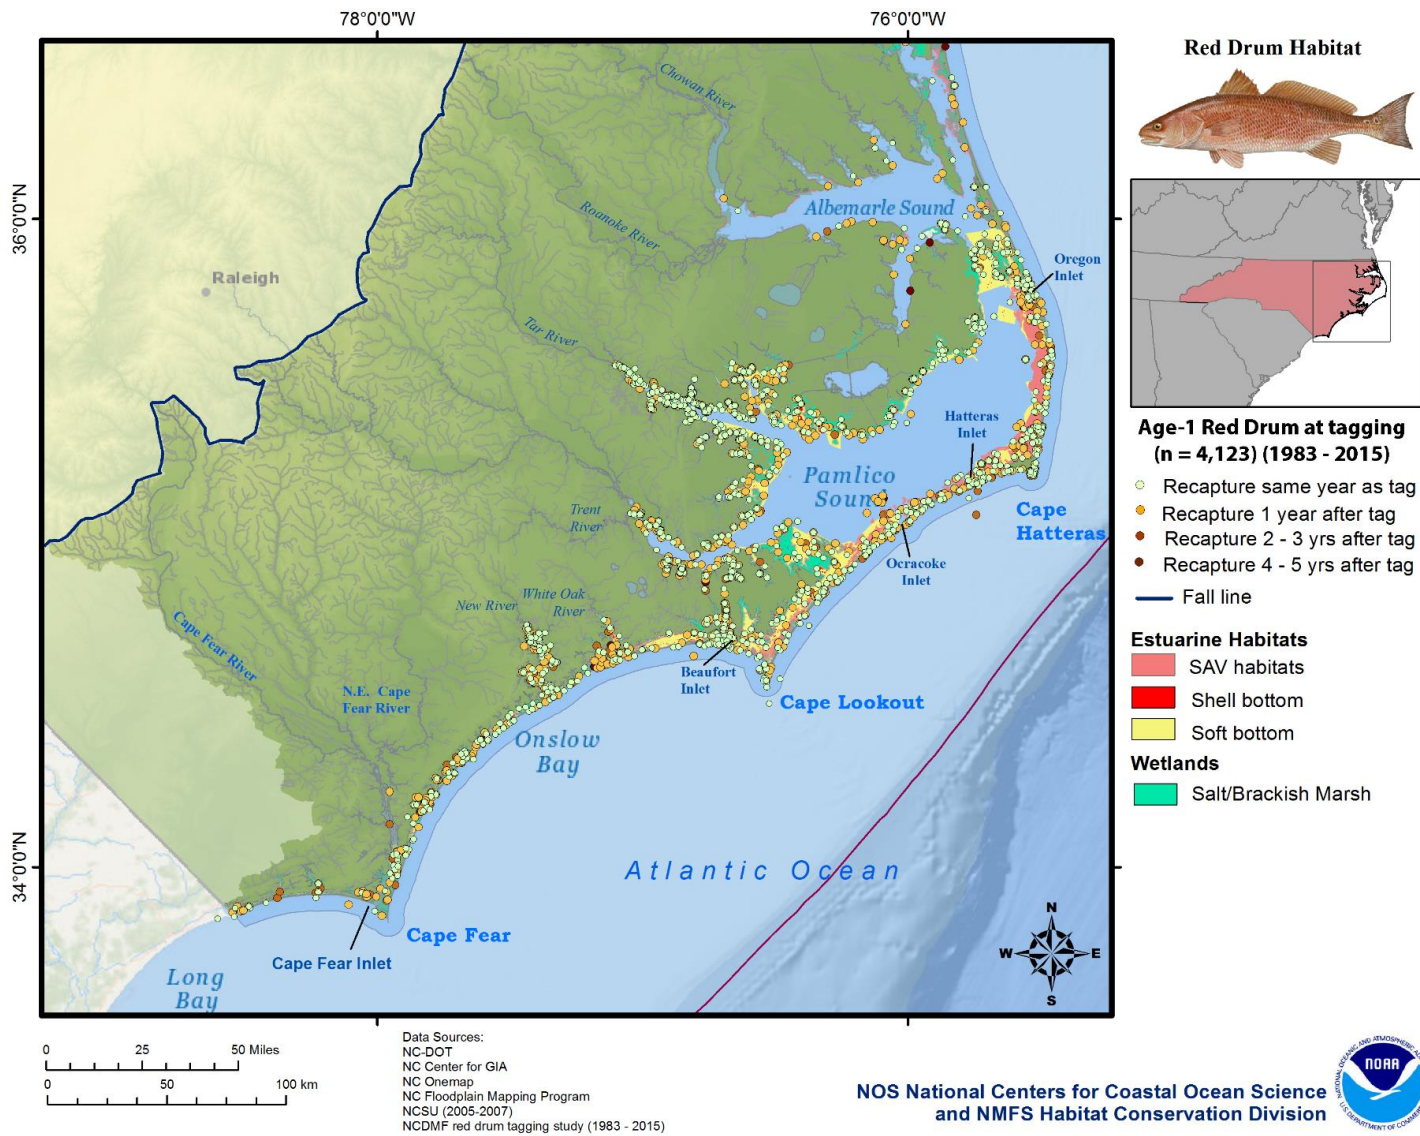 78°0'0"W
76°0'0"W
36°0'0"N
34°0'0"N
Chowan River
Roanoke River
Albemarle Sound
Raleigh
Tar River
Oregon
Inlet
Hatteras
Inlet
Pamlico
Sound
Cape
Hatteras
Trent
River
Ocracoke
Inlet
White Oak
River
New River
Cape Fear River
Beaufort
Inlet
N.E. Cape
Fear River
Cape Lookout
Onslow
Bay
Atlantic Ocean
Cape Fear
Cape Fear Inlet
Long
Bay
N
W
E
S
Red Drum Habitat
Age-1 Red Drum at tagging
(n = 4,123) (1983 - 2015)
Recapture same year as tag
Recapture 1 year after tag
Recapture 2 - 3 yrs after tag
Recapture 4 - 5 yrs after tag
Fall line
Estuarine Habitats
SAV habitats
Shell bottom
Soft bottom
Wetlands
Salt/Brackish Marsh
0 25 50 Miles
0 50 100 km
Data Sources:
NC-DOT
NC Center for GIA
NC Onemap
NC Floodplain Mapping Program
NCSU (2005-2007)
NCDMF red drum tagging study (1983 - 2015)
NOS National Centers for Coastal Ocean Science
and NMFS Habitat Conservation Division
NOAA